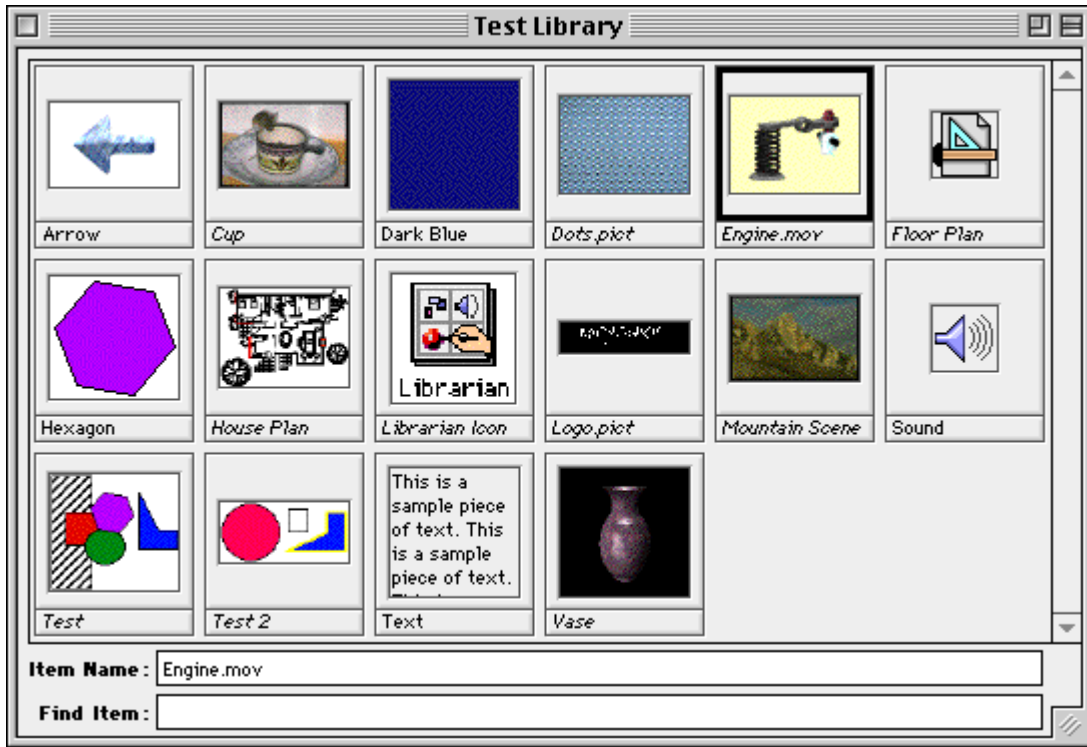 Test Library
Arrow
Cup
Dark Blue
Dots.pict
Engine.mov
Floor Plan
Librarian
Hexagon
House Plan
Librarian Icon
Logo.pict
Mountain Scene
Sound
This is a
sample piece
of text. This
is a sample
piece of text.
Test
Test 2
Text
Vase
Item Name: Engine.mov
Find Item: